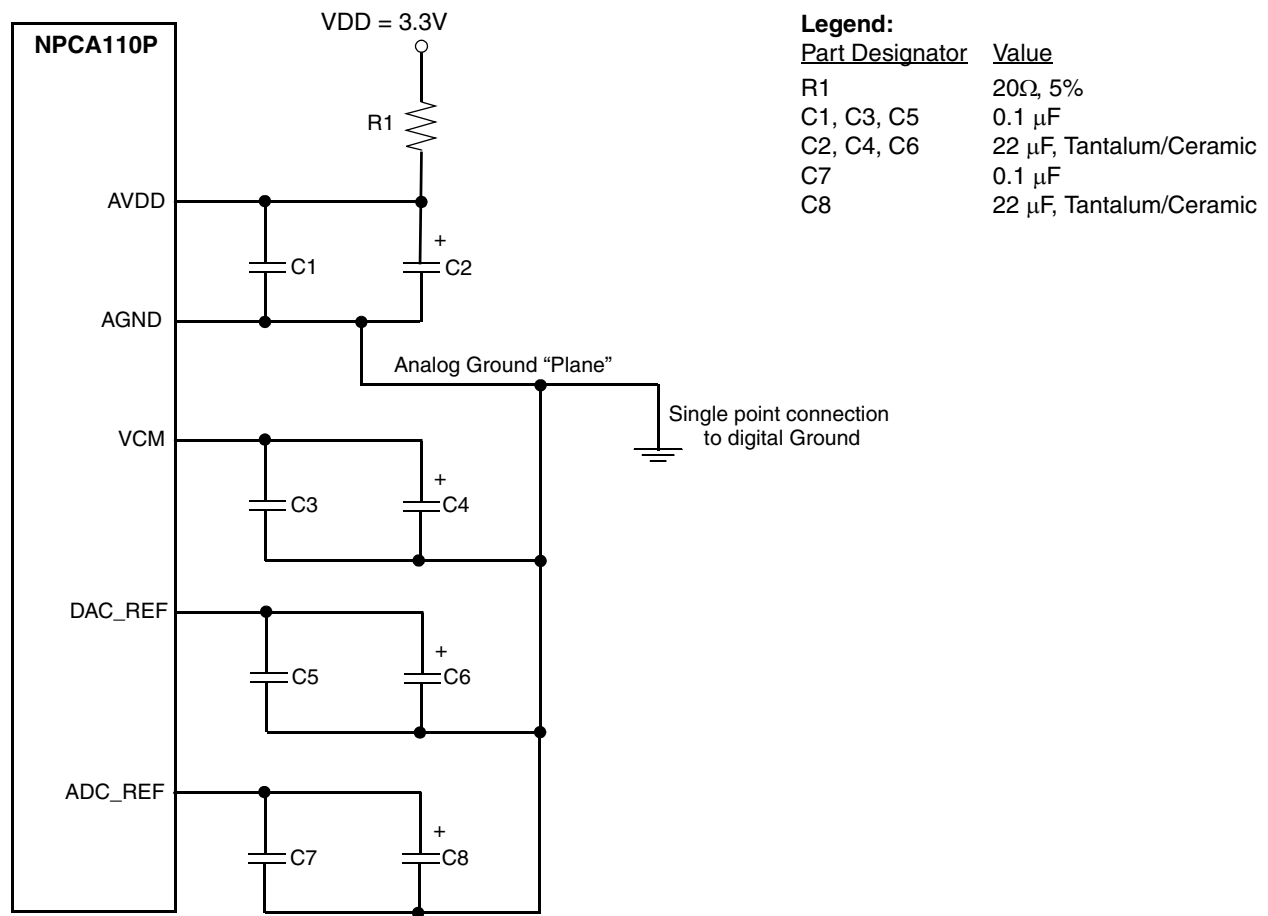 NPCA110P
VDD = 3.3V
R1
AVDD
+
C1
C2
AGND
Analog Ground “Plane”
Single point connection
to digital Ground
VCM
+
C3
C4
DAC_REF
+
C5
C6
ADC_REF
+
C7
C8
Legend:
Part Designator Value
R1 20Ω, 5%
C1, C3, C5 0.1 μF
C2, C4, C6 22 μF, Tantalum/Ceramic
C7 0.1 μF
C8 22 μF, Tantalum/Ceramic